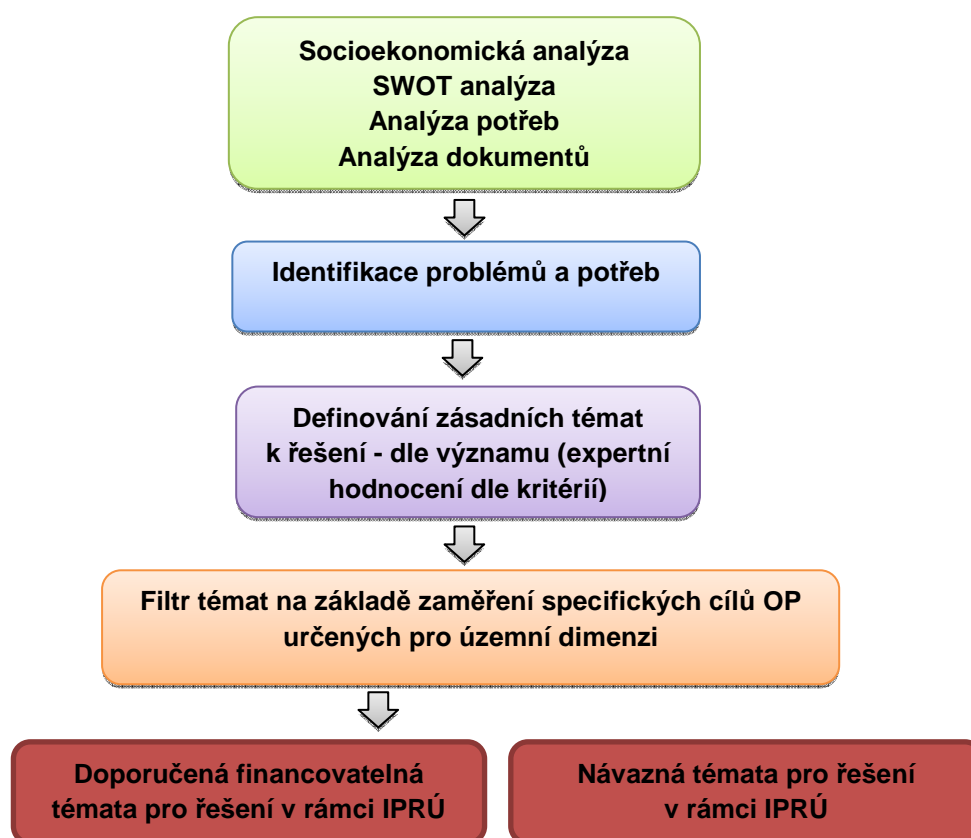 Socioekonomická analýza
SWOT analýza
Analýza potřeb
Analýza dokumentů
Identifikace problémů a potřeb
Definování zásadních témat
k řešení - dle významu (expertní
hodnocení dle kritérií)
Filtr témat na základě zaměření specifických cílů OP
určených pro územní dimenzi
Doporučená financovatelná
témata pro řešení v rámci IPRÚ
Návazná témata pro řešení
v rámci IPRÚ